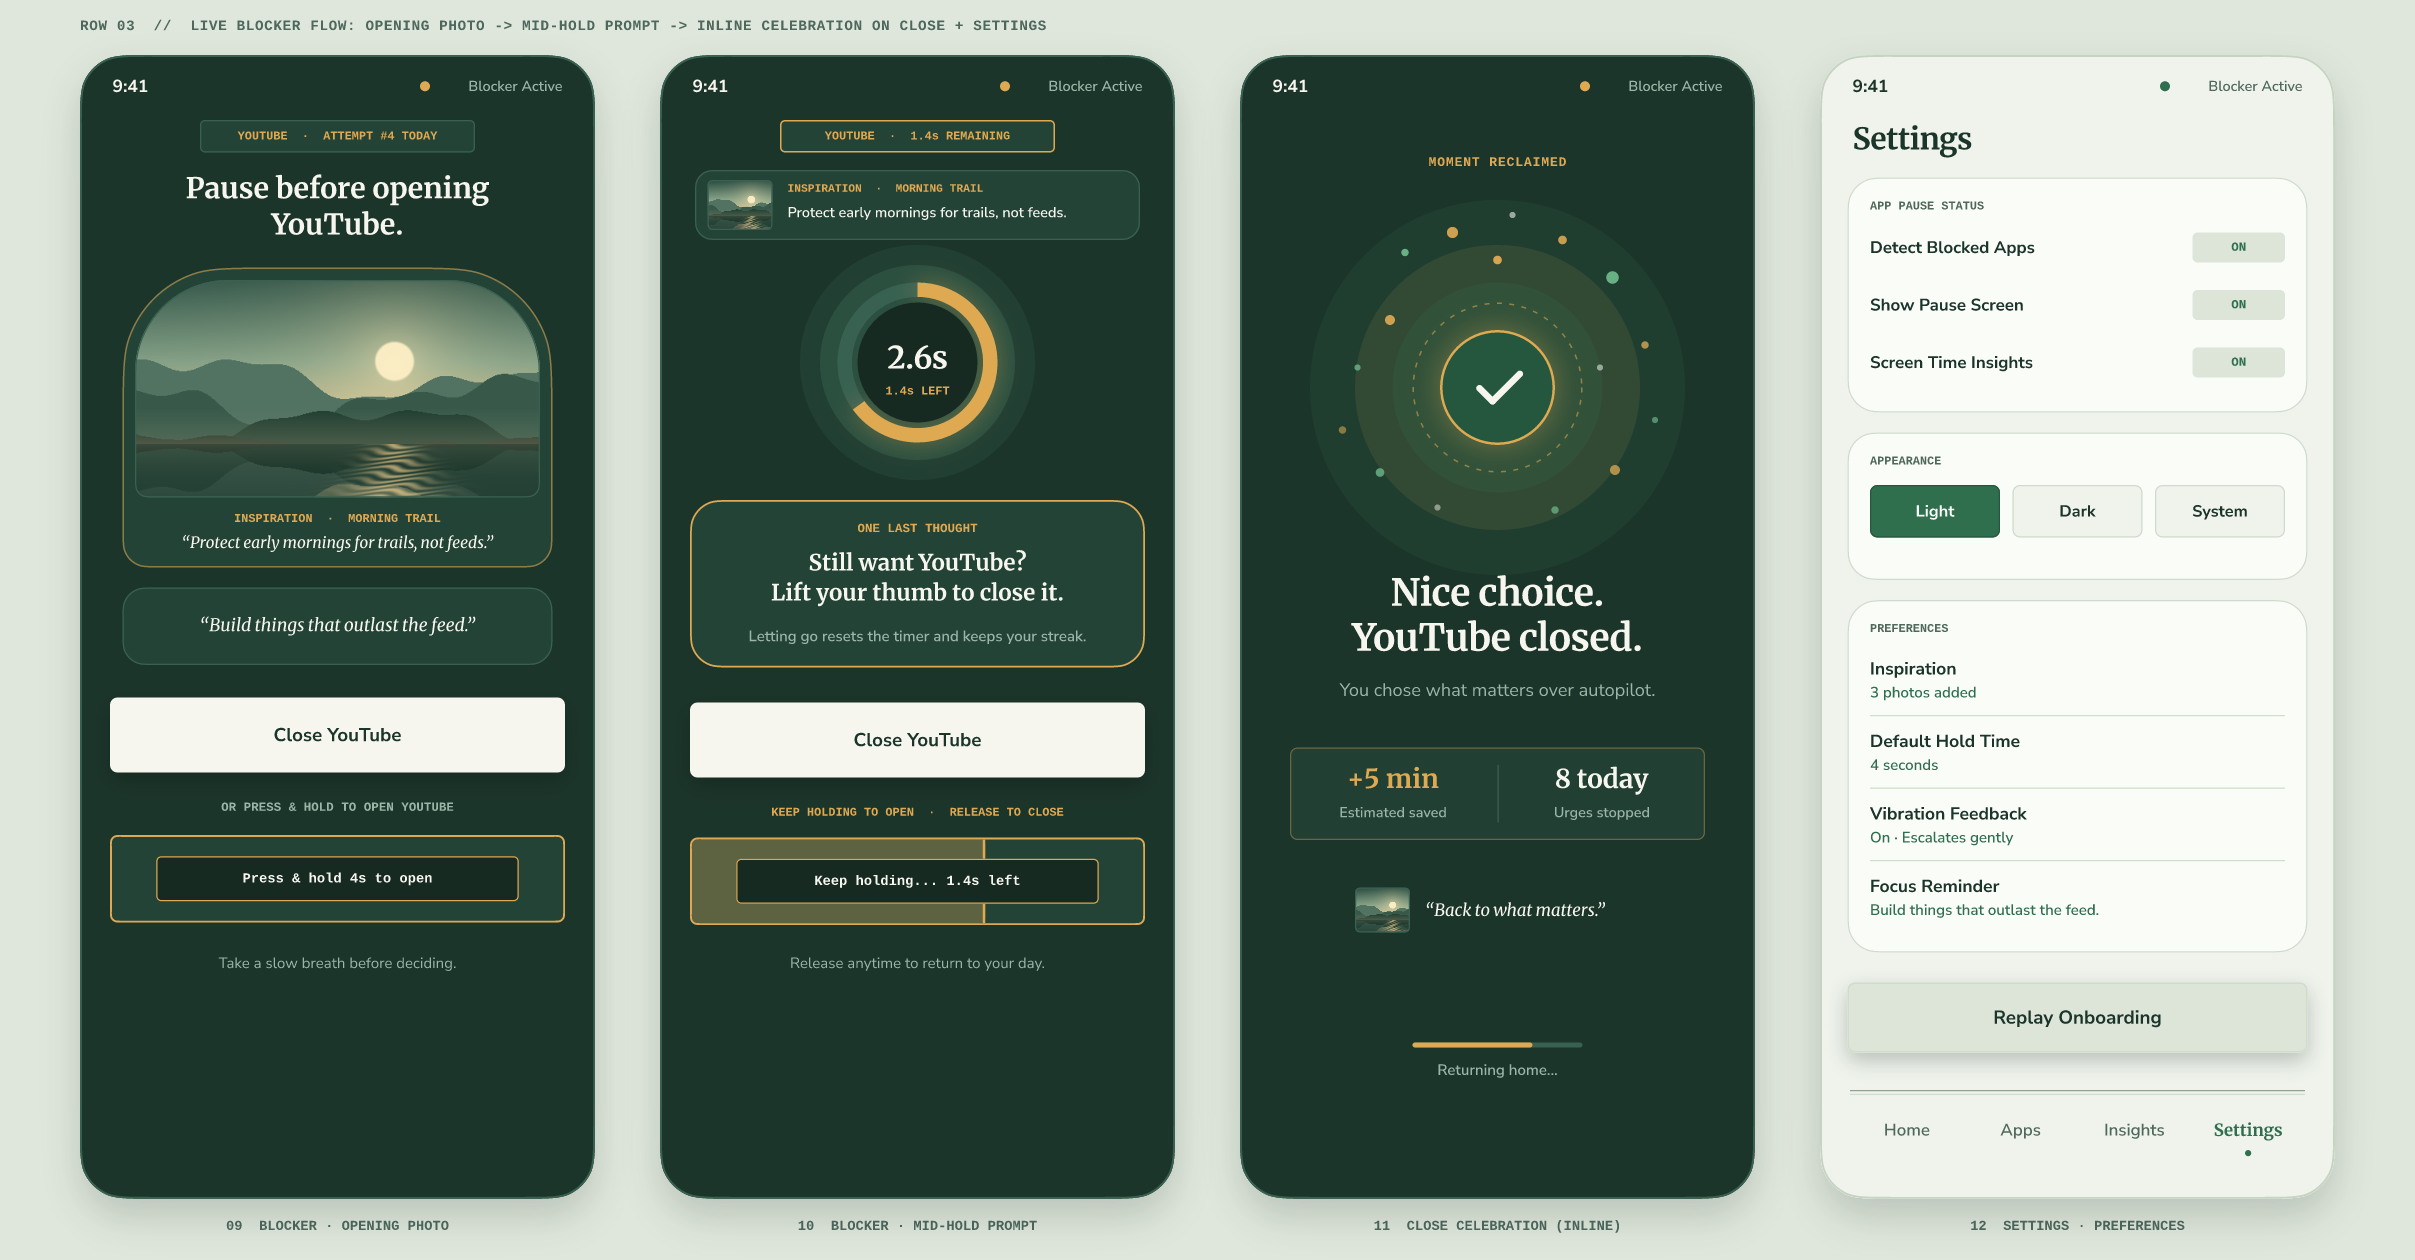 ROW 03 // LIVE BLOCKER FLOW: OPENING PHOTO -> MID-HOLD PROMPT -> INLINE CELEBRATION ON CLOSE + SETTINGS
9:41
Blocker Active
YOUTUBE · ATTEMPT #4 TODAY
Pause before opening
YouTube.
INSPIRATION · MORNING TRAIL
“Protect early mornings for trails, not feeds.”
“Build things that outlast the feed.”
Close YouTube
OR PRESS & HOLD TO OPEN YOUTUBE
Press & hold 4s to open
Take a slow breath before deciding.
09 BLOCKER · OPENING PHOTO
9:41
Blocker Active
YOUTUBE · 1.4s REMAINING
INSPIRATION · MORNING TRAIL
Protect early mornings for trails, not feeds.
2.6s
1.4s LEFT
ONE LAST THOUGHT
Still want YouTube?
Lift your thumb to close it.
Letting go resets the timer and keeps your streak.
Close YouTube
KEEP HOLDING TO OPEN · RELEASE TO CLOSE
Keep holding... 1.4s left
Release anytime to return to your day.
10 BLOCKER · MID-HOLD PROMPT
9:41
Blocker Active
MOMENT RECLAIMED
Nice choice.
YouTube closed.
You chose what matters over autopilot.
+5 min
Estimated saved
8 today
Urges stopped
“Back to what matters.”
Returning home...
11 CLOSE CELEBRATION (INLINE)
9:41
Blocker Active
Settings
APP PAUSE STATUS
Detect Blocked Apps
ON
Show Pause Screen
ON
Screen Time Insights
ON
APPEARANCE
Light
Dark
System
PREFERENCES
Inspiration
3 photos added
Default Hold Time
4 seconds
Vibration Feedback
On · Escalates gently
Focus Reminder
Build things that outlast the feed.
Replay Onboarding
Home
Apps
Insights
Settings
12 SETTINGS · PREFERENCES